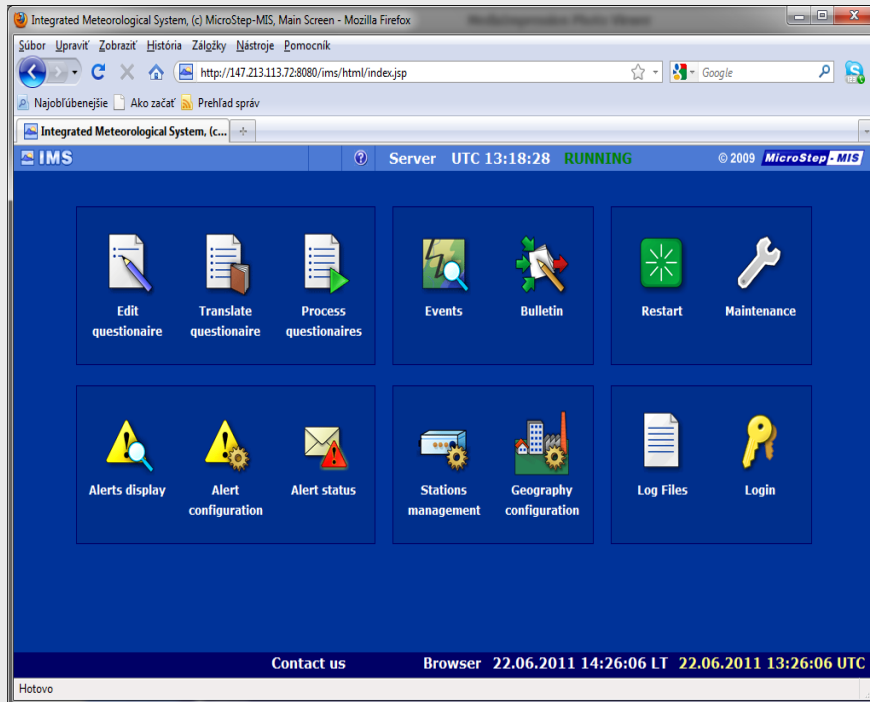 Integrated Meteorological System, (c) MicroStep-MIS, Main Screen - Mozilla Firefox
Súbor Upraviť Zobraziť História Záložky Nástroje Pomocník
http://147.213.113.72:8080/ims/html/index.jsp Google
Najobľúbenejšie Ako začať Prehľad správ
Integrated Meteorological System, (c...
IMS Server UTC 13:18:28 RUNNING © 2009 MicroStep-MIS
Edit Translate Process Events Bulletin Restart Maintenance
questionaire questionaire questionaires
Alerts display Alert Alert status Stations Geography Log Files Login
configuration management configuration
Contact us Browser 22.06.2011 14:26:06 LT 22.06.2011 13:26:06 UTC
Hotovo